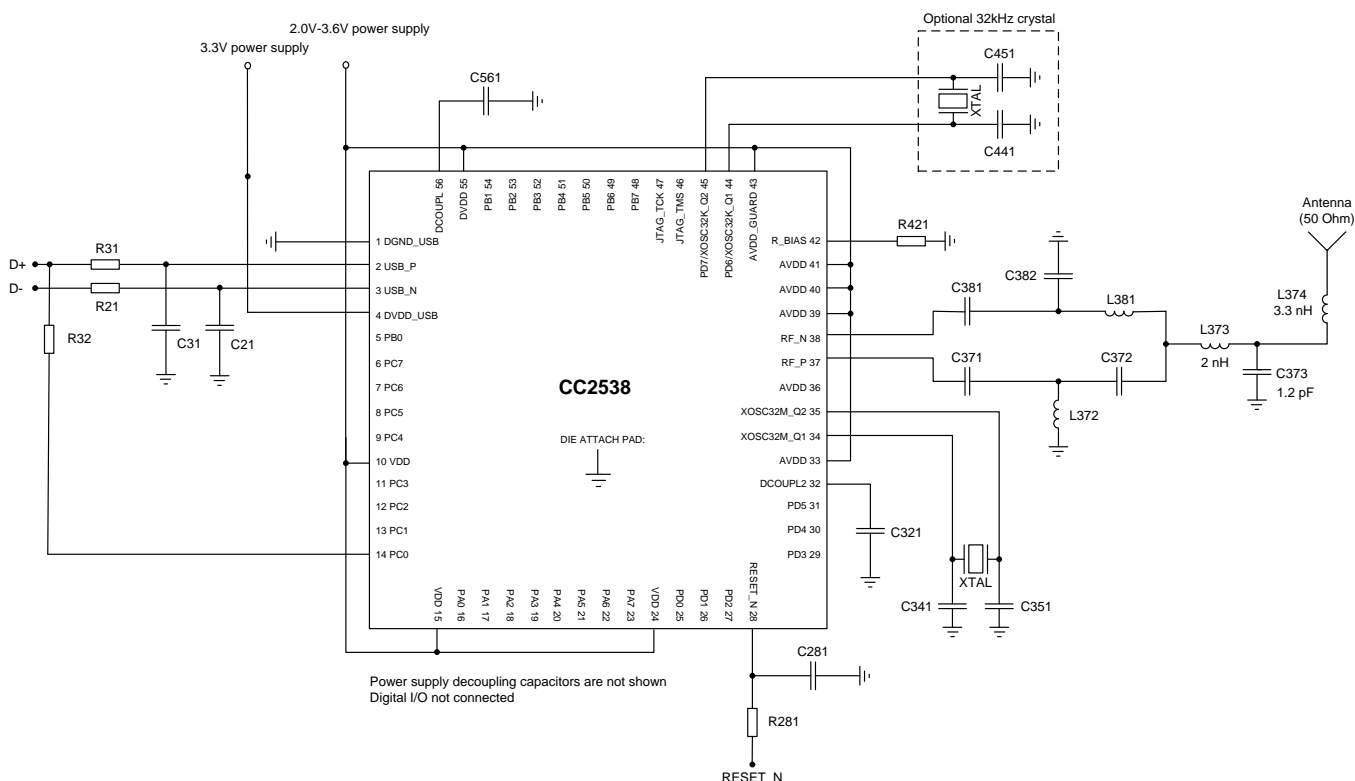 Optional 32kHz crystal
2.0V-3.6V power supply
3.3V power supply
C451
XTAL
C441
C561
DCOUPL 56
DVDD 55
PB1 54
PB2 53
PB3 52
PB4 51
PB5 50
PB6 49
PB7 48
JTAG_TCK 47
JTAG_TMS 46
PD7/XOSC32K_Q2 45
PD6/XOSC32K_Q1 44
AVDD_GUARD 43
Antenna
(50 Ohm)
R31
D+
D-
R21
R32
C31
C21
1 DGND_USB
2 USB_P
3 USB_N
4 DVDD_USB
5 PB0
6 PC7
7 PC6
8 PC5
9 PC4
10 VDD
11 PC3
12 PC2
13 PC1
14 PC0
CC2538
DIE ATTACH PAD:
R_BIAS 42
AVDD 41
AVDD 40
AVDD 39
RF_N 38
RF_P 37
AVDD 36
XOSC32M_Q2 35
XOSC32M_Q1 34
AVDD 33
DCOUPL2 32
PD5 31
PD4 30
PD3 29
R421
C382
C381
L381
L374
3.3 nH
L373
2 nH
C371
C372
C373
1.2 pF
L372
C321
XTAL
C341
C351
VDD 15
PA0 16
PA1 17
PA2 18
PA3 19
PA4 20
PA5 21
PA6 22
PA7 23
VDD 24
PD0 25
PD1 26
PD2 27
RESET_N 28
C281
Power supply decoupling capacitors are not shown
Digital I/O not connected
R281
RESET_N